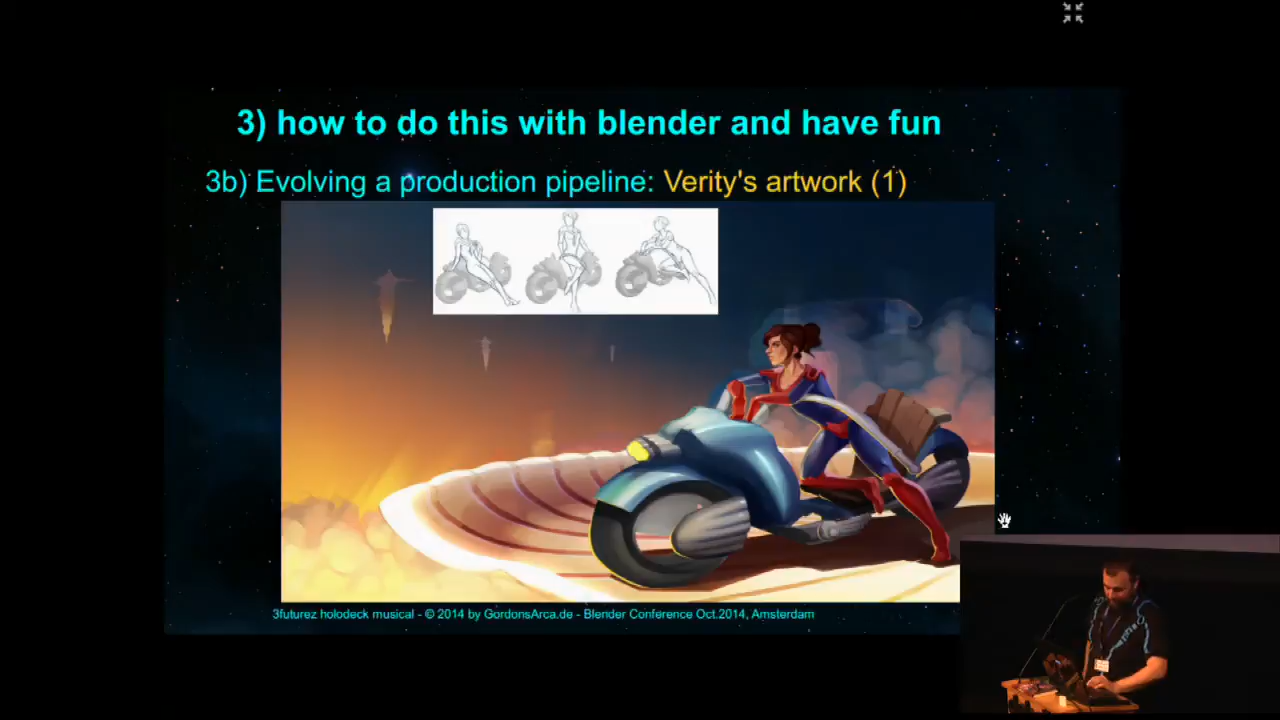 3) how to do this with blender and have fun
3b) Evolving a production pipeline: Verity's artwork (1)
3futurez holodeck musical - © 2014 by GordonsArca.de - Blender Conference Oct.2014, Amsterdam